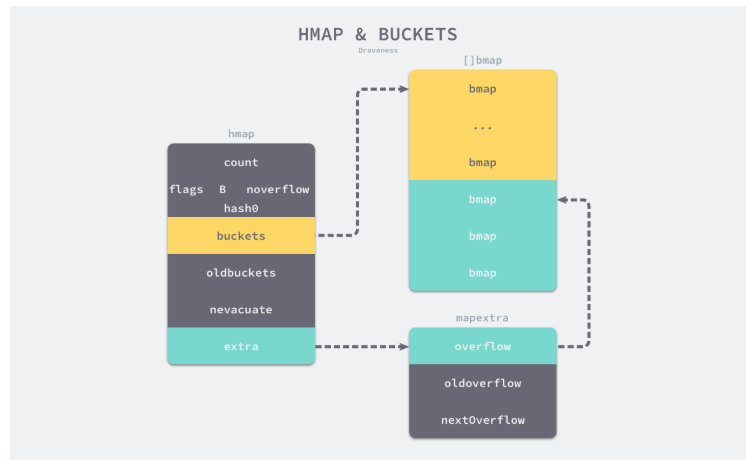 HMAP & BUCKETS
Draveness
hmap
count
flags B noverflow
hash0
buckets
oldbuckets
nevacuate
extra
[]bmap
bmap
...
bmap
bmap
bmap
bmap
mapextra
overflow
oldoverflow
nextOverflow